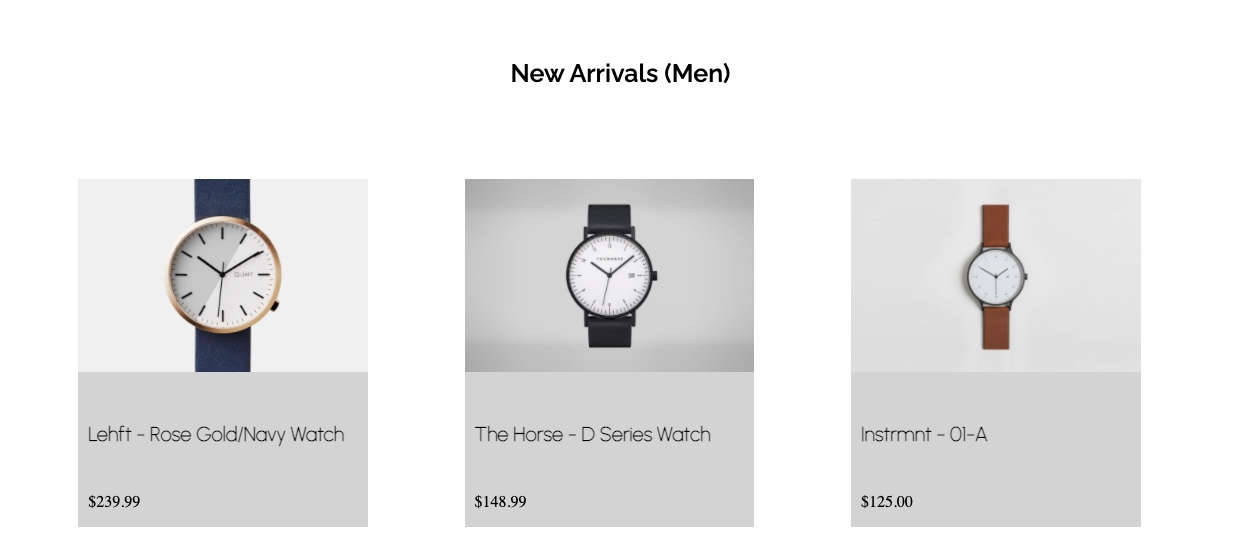 New Arrivals (Men)
LEHFT
THE HORSE
Lehft - Rose Gold/Navy Watch
The Horse - D Series Watch
Instrmnt - 01-A
$239.99
$148.99
$125.00